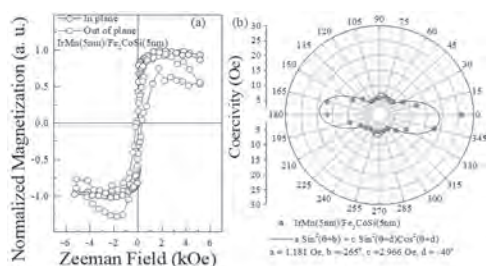 In plane
(a)
Out of plane
IrMn(5nm)/Fe2CoSi(5nm)
Normalized Magnetization (a. u.)
1.0
0.5
0.0
-0.5
-1.0
-6 -4 -2 0 2 4 6
Zeeman Field (kOe)
(b)
Coercivity (Oe)
30
25
20
15
10
5
0
5
10
15
20
25
30
90
105 75
120 60
135 45
150 30
165 15
180 0
195 345
210 330
225 315
240 300
255 270 285
IrMn(5nm)/Fe2CoSi(5nm)
a = 1.181 Oe, b = -265°, c = 2.966 Oe, d = -40°